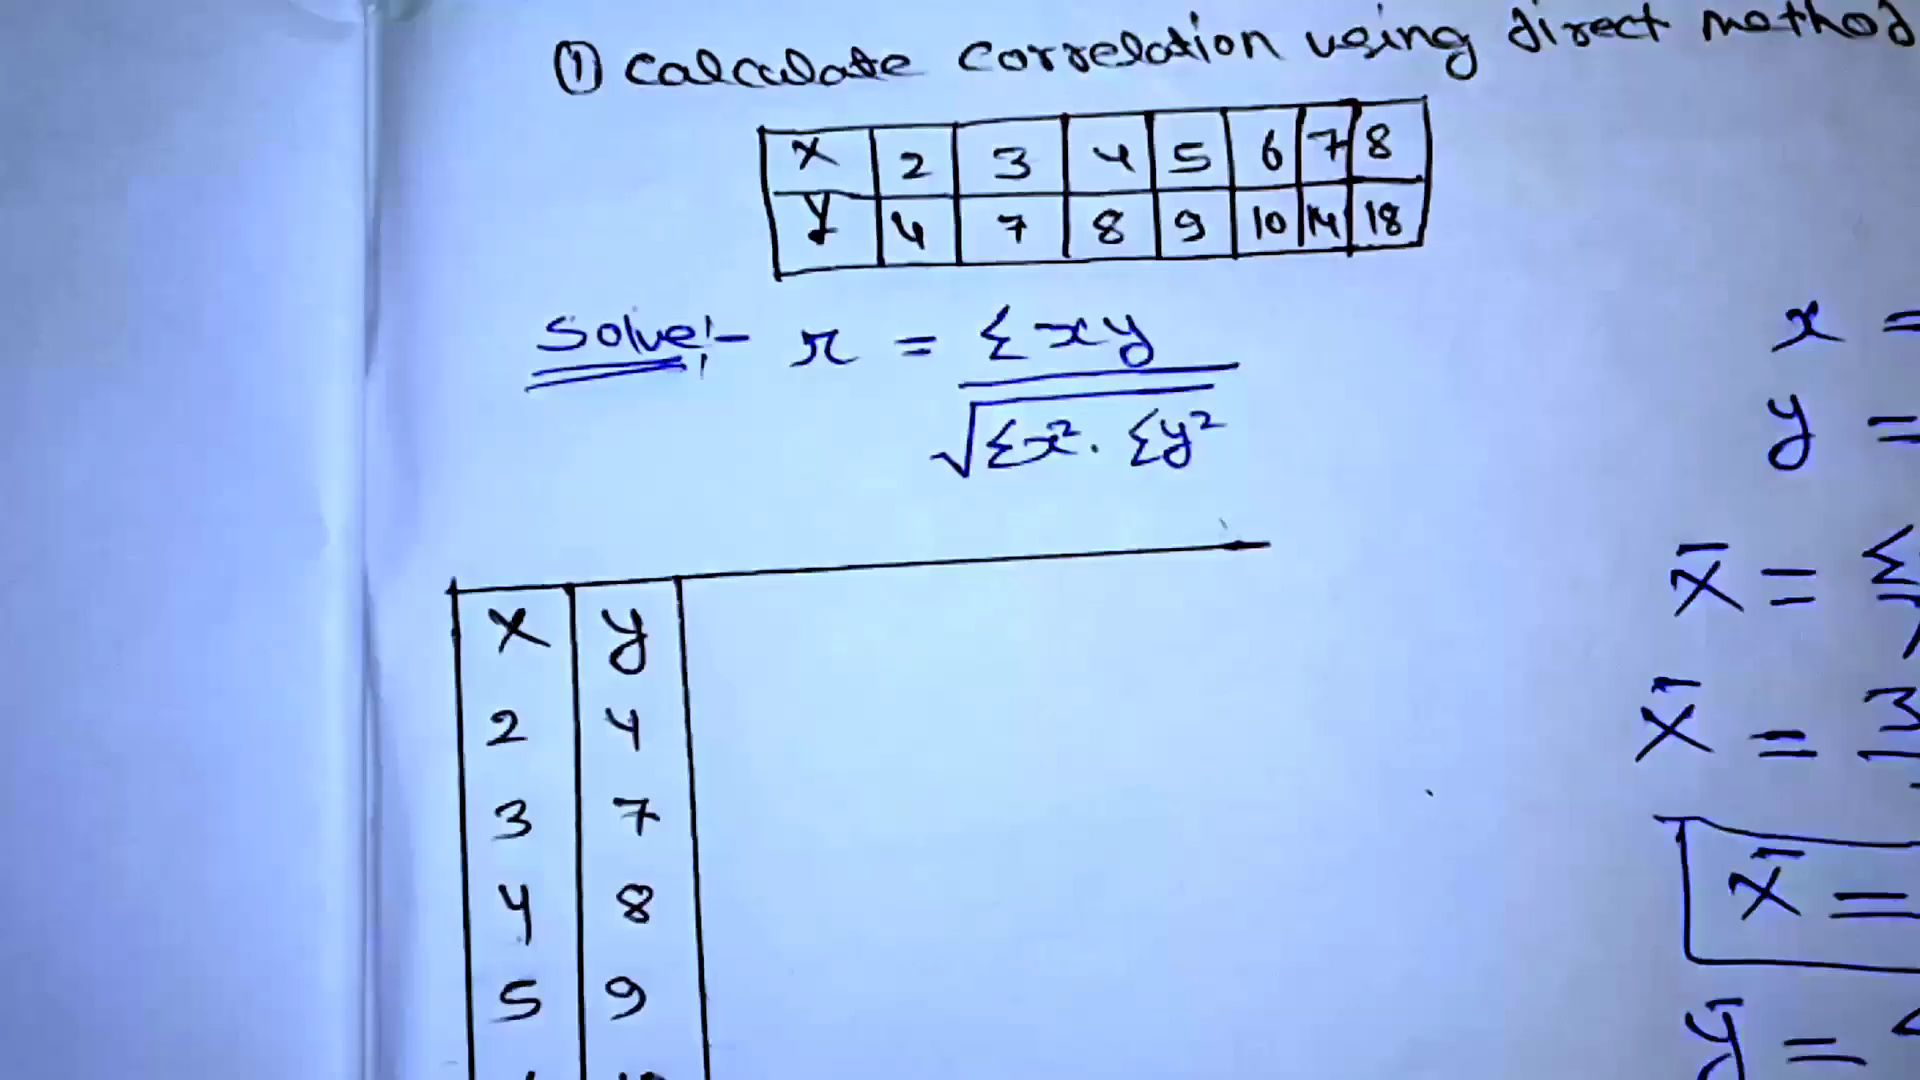 ① calculate correlation using direct method
X 2 3 4 5 6 7 8
Y 4 7 8 9 10 14 18
Solve:- r = Σxy / √Σx². Σy²
x =
y =
X̄ = Σ
X̄ = 3
X̄ =
ȳ =
X y
2 4
3 7
4 8
5 9